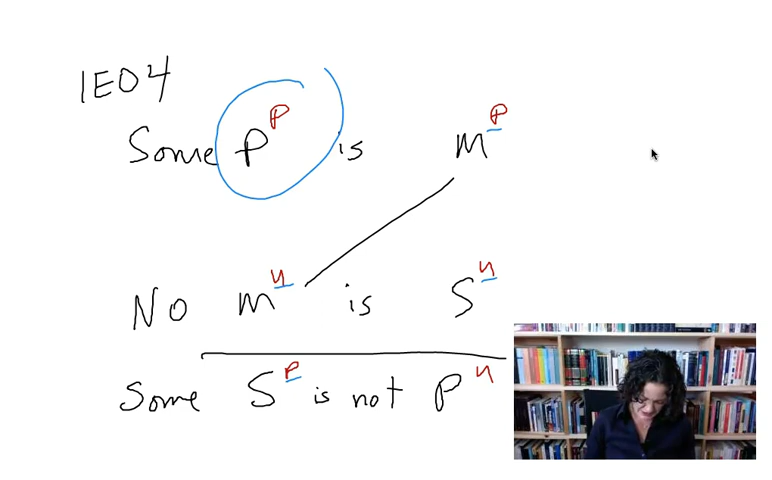 IEO4
Some P^p is M^p
No M^u is S^u
Some S^p is not P^u